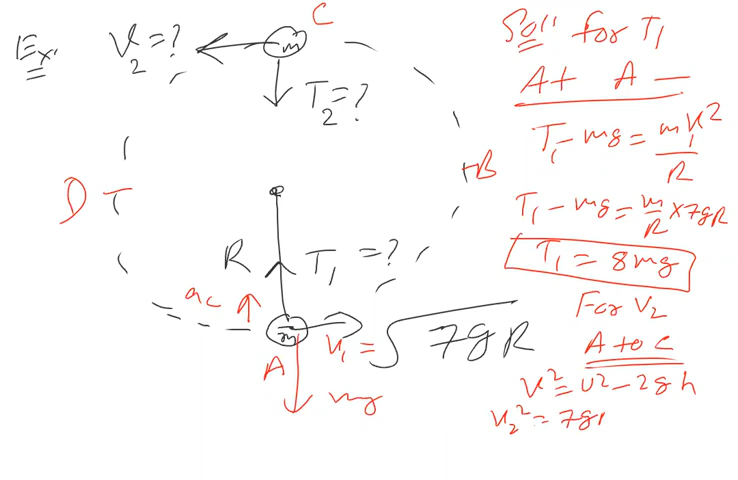 Ex.
V₂ = ?
m
C
T₂ = ?
D
B
R
T₁ = ?
ac
m
A
v₁ = √7gR
mg
Solⁿ for T₁
At A —
T₁ - mg = mv₁²/R
T₁ - mg = m/R × 7gR
T₁ = 8mg
For V₂
A to C
v² = u² - 2gh
v₂² = 7gr